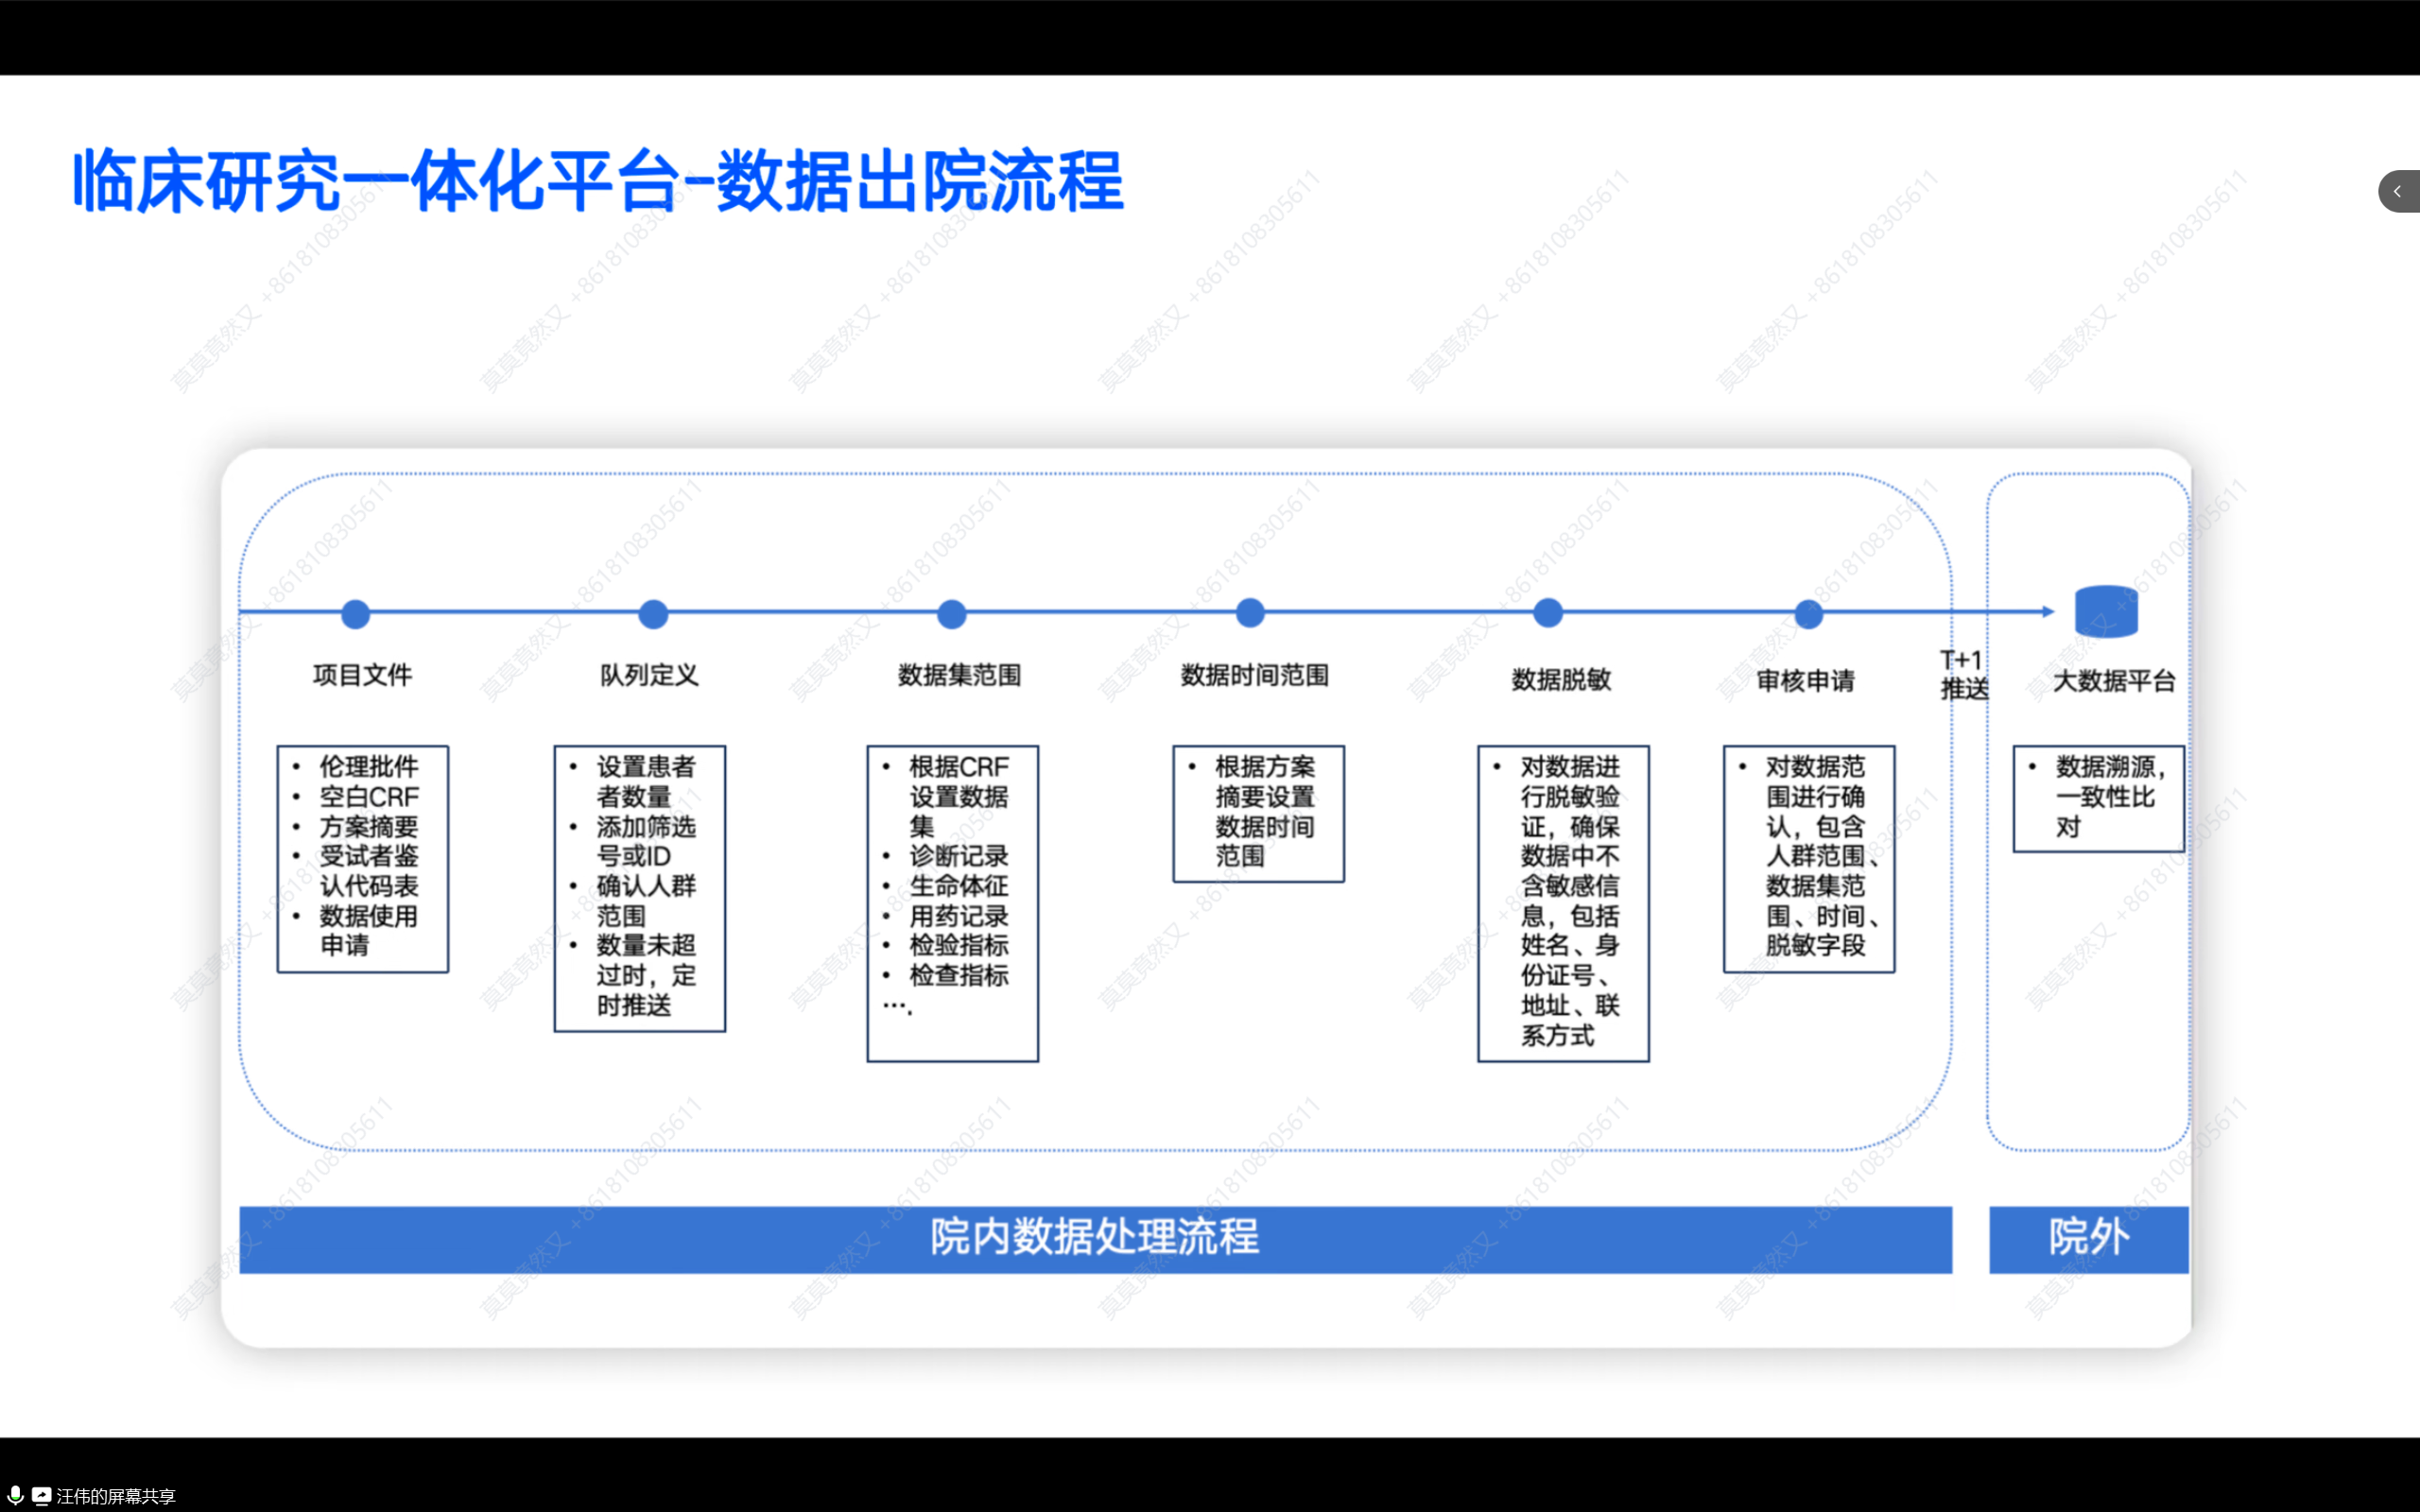 临床研究一体化平台-数据出院流程
项目文件
队列定义
数据集范围
数据时间范围
数据脱敏
审核申请
T+1
推送
大数据平台
• 伦理批件
• 空白CRF
• 方案摘要
• 受试者鉴
认代码表
• 数据使用
申请
• 设置患者
者数量
• 添加筛选
号或ID
• 确认人群
范围
• 数量未超
过时，定
时推送
• 根据CRF
设置数据
集
• 诊断记录
• 生命体征
• 用药记录
• 检验指标
• 检查指标
….
• 根据方案
摘要设置
数据时间
范围
• 对数据进
行脱敏验
证，确保
数据中不
含敏感信
息，包括
姓名、身
份证号、
地址、联
系方式
• 对数据范
围进行确
认，包含
人群范围、
数据集范
围、时间、
脱敏字段
• 数据溯源，
一致性比
对
院内数据处理流程
院外
莫莫竟然又 +8618108305611
汪伟的屏幕共享